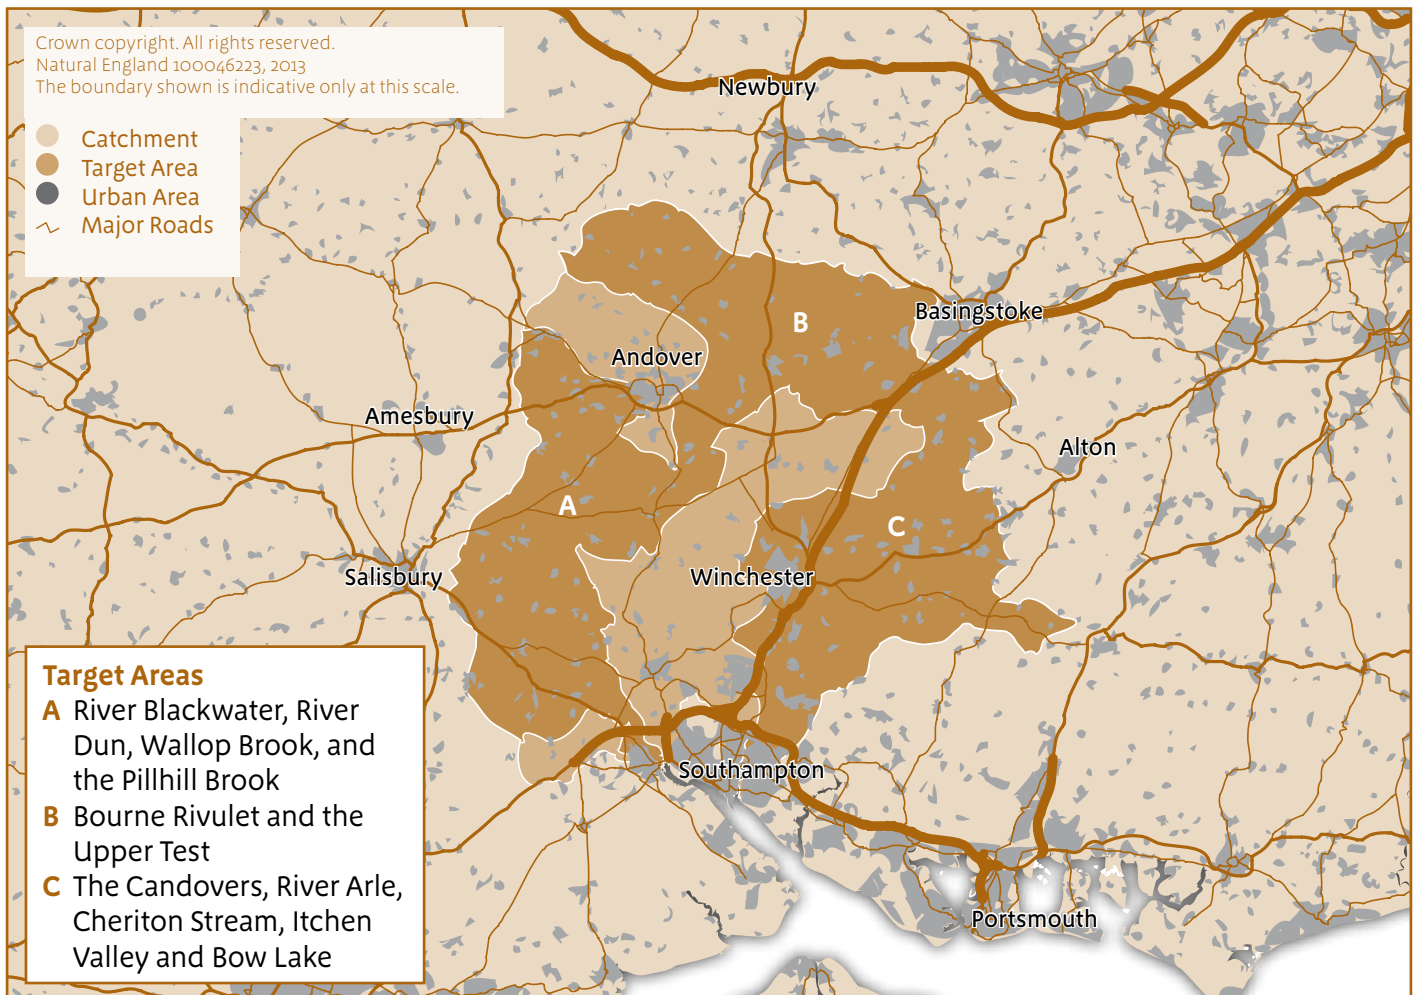 Crown copyright. All rights reserved.
Natural England 100046223, 2013
The boundary shown is indicative only at this scale.
Catchment
Target Area
Urban Area
Major Roads
Newbury
Basingstoke
B
Andover
Amesbury
Alton
A
C
Salisbury
Winchester
Southampton
Portsmouth
Target Areas
A River Blackwater, River
Dun, Wallop Brook, and
the Pillhill Brook
B Bourne Rivulet and the
Upper Test
C The Candovers, River Arle,
Cheriton Stream, Itchen
Valley and Bow Lake